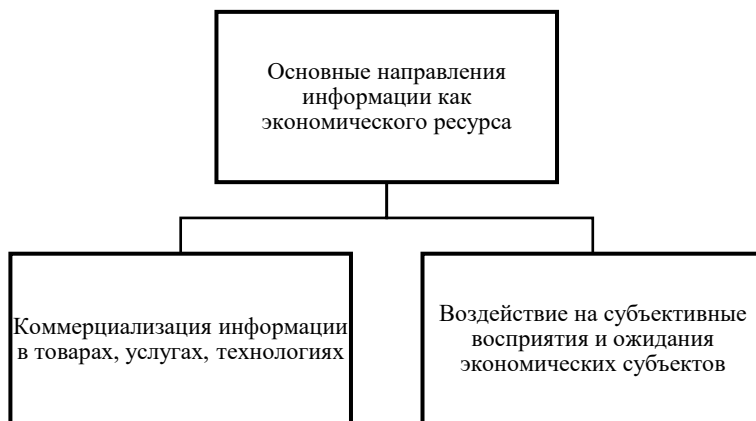 Основные направления
информации как
экономического ресурса
Коммерциализация информации
в товарах, услугах, технологиях
Воздействие на субъективные
восприятия и ожидания
экономических субъектов